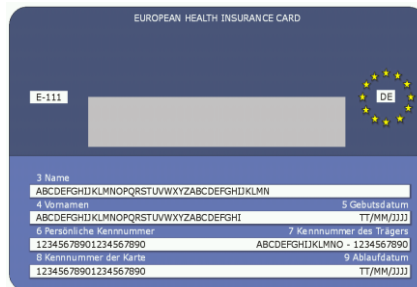 EUROPEAN HEALTH INSURANCE CARD
E-111
DE
3 Name
ABCDEFGHIJKLMNOPQRSTUVWXYZABCDEFGHIJKLMN
4 Vornamen 5 Gebutsdatum
ABCDEFGHIJKLMNOPQRSTUVWXYZABCDEFGHI TT/MM/JJJJ
6 Persönliche Kennnummer 7 Kennnummer des Trägers
12345678901234567890 ABCDEFGHIJKLMNO - 1234567890
8 Kennnummer der Karte 9 Ablaufdatum
12345678901234567890 TT/MM/JJJJ